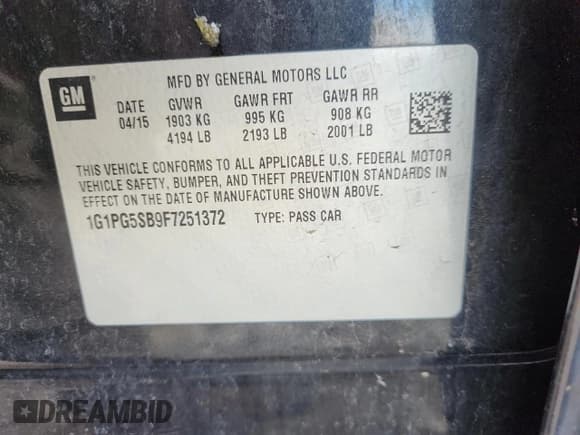 GM
MFD BY GENERAL MOTORS LLC
DATE GVWR GAWR FRT GAWR RR
04/15 1903 KG 995 KG 908 KG
4194 LB 2193 LB 2001 LB
THIS VEHICLE CONFORMS TO ALL APPLICABLE U.S. FEDERAL MOTOR
VEHICLE SAFETY, BUMPER, AND THEFT PREVENTION STANDARDS IN
EFFECT ON THE DATE OF MANUFACTURE SHOWN ABOVE.
1G1PG5SB9F7251372 TYPE: PASS CAR
DREAMBID